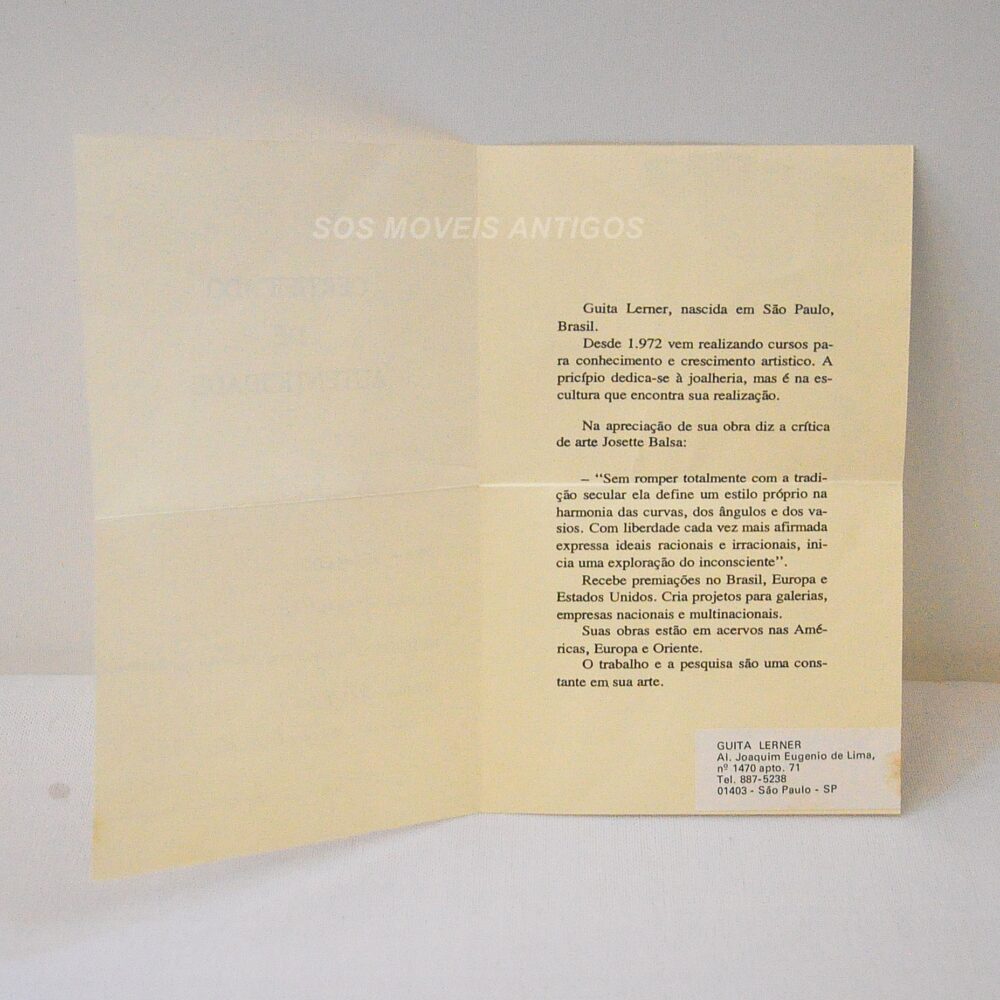 SOS MOVEIS ANTIGOS
Guita Lerner, nascida em São Paulo,
Brasil.
Desde 1.972 vem realizando cursos pa-
ra conhecimento e crescimento artistico. A
pricípio dedica-se à joalheria, mas é na es-
cultura que encontra sua realização.
Na apreciação de sua obra diz a crítica
de arte Josette Balsa:
– “Sem romper totalmente com a tradi-
ção secular ela define um estilo próprio na
harmonia das curvas, dos ângulos e dos va-
sios. Com liberdade cada vez mais afirmada
expressa ideais racionais e irracionais, ini-
cia uma exploração do inconsciente”.
Recebe premiações no Brasil, Europa e
Estados Unidos. Cria projetos para galerias,
empresas nacionais e multinacionais.
Suas obras estão em acervos nas Amé-
ricas, Europa e Oriente.
O trabalho e a pesquisa são uma cons-
tante em sua arte.
GUITA LERNER
Al. Joaquim Eugenio de Lima,
nº 1470 apto. 71
Tel. 887-5238
01403 - São Paulo - SP